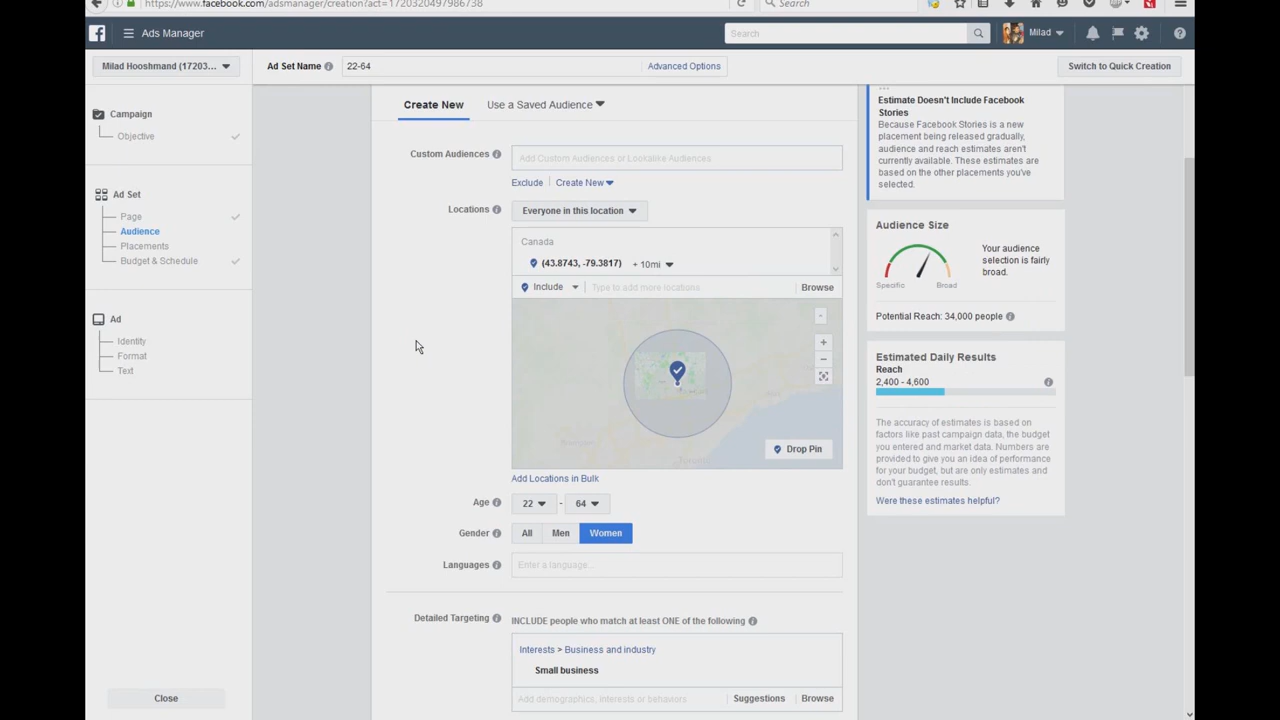 https://www.facebook.com/adsmanager/creation?act=1720320497986738
Search
Ads Manager
Search
Milad
Milad Hooshmand (17203...
Ad Set Name
22-64
Advanced Options
Switch to Quick Creation
Campaign
Objective
Ad Set
Page
Audience
Placements
Budget & Schedule
Ad
Identity
Format
Text
Close
Create New
Use a Saved Audience
Custom Audiences
Add Custom Audiences or Lookalike Audiences
Exclude
Create New
Locations
Everyone in this location
Canada
(43.8743, -79.3817) + 10mi
Include
Type to add more locations
Browse
Drop Pin
Add Locations in Bulk
Age
22 - 64
Gender
All Men Women
Languages
Enter a language...
Detailed Targeting
INCLUDE people who match at least ONE of the following
Interests > Business and industry
Small business
Add demographics, interests or behaviors
Suggestions
Browse
Estimate Doesn't Include Facebook
Stories
Because Facebook Stories is a new
placement being released gradually,
audience and reach estimates aren't
currently available. These estimates are
based on the other placements you've
selected.
Audience Size
Specific
Broad
Your audience
selection is fairly
broad.
Potential Reach: 34,000 people
Estimated Daily Results
Reach
2,400 - 4,600
The accuracy of estimates is based on
factors like past campaign data, the budget
you entered and market data. Numbers are
provided to give you an idea of performance
for your budget, but are only estimates and
don't guarantee results.
Were these estimates helpful?